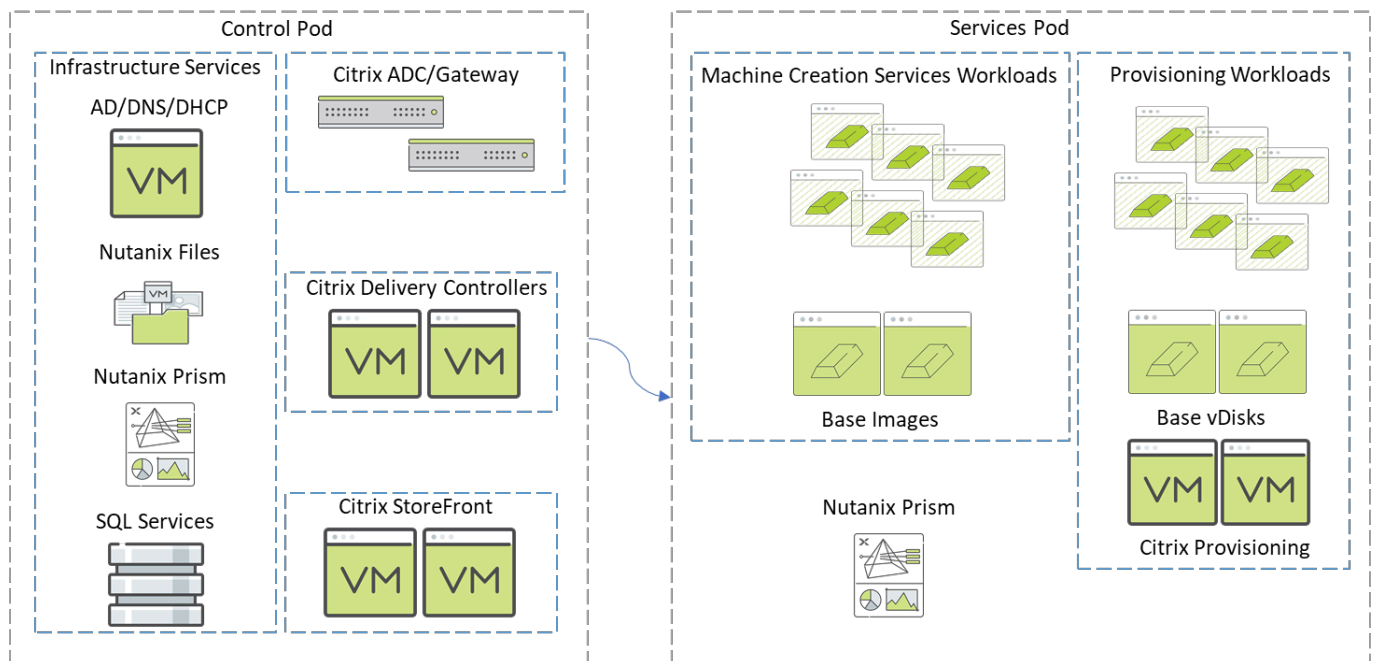 Control Pod
Infrastructure Services
AD/DNS/DHCP
VM
Nutanix Files
VM
Nutanix Prism
SQL Services
Citrix ADC/Gateway
Citrix Delivery Controllers
VM VM
Citrix StoreFront
VM VM
Services Pod
Machine Creation Services Workloads
Base Images
Nutanix Prism
Provisioning Workloads
Base vDisks
VM VM
Citrix Provisioning